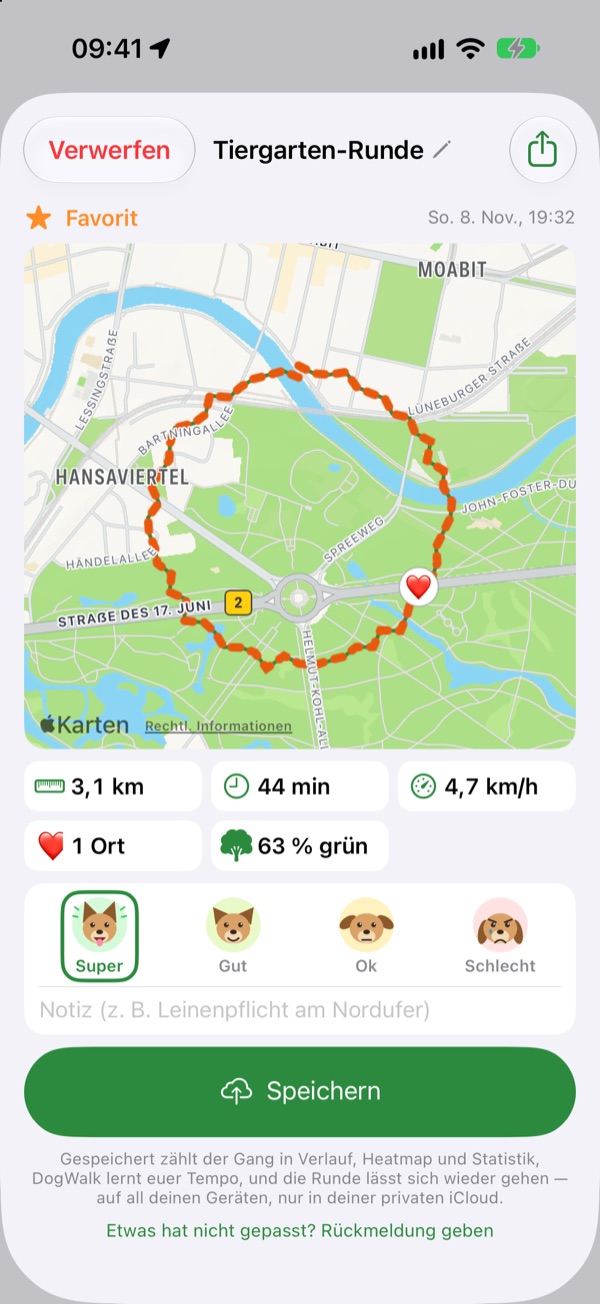 09:41
Verwerfen
Tiergarten-Runde
Favorit
So. 8. Nov., 19:32
MOABIT
LESSINGSTRAẞE
LÜNEBURGER STRAẞE
BARTNINGALLEE
HANSAVIERTEL
JOHN-FOSTER-DU
SPREEWEG
HÄNDELALLEE
2
STRAẞE DES 17. JUNI
HELMUT-KOHL-AL
Karten
Rechtl. Informationen
3,1 km
44 min
4,7 km/h
1 Ort
63 % grün
Super
Gut
Ok
Schlecht
Notiz (z. B. Leinenpflicht am Nordufer)
Speichern
Gespeichert zählt der Gang in Verlauf, Heatmap und Statistik,
DogWalk lernt euer Tempo, und die Runde lässt sich wieder gehen —
auf all deinen Geräten, nur in deiner privaten iCloud.
Etwas hat nicht gepasst? Rückmeldung geben